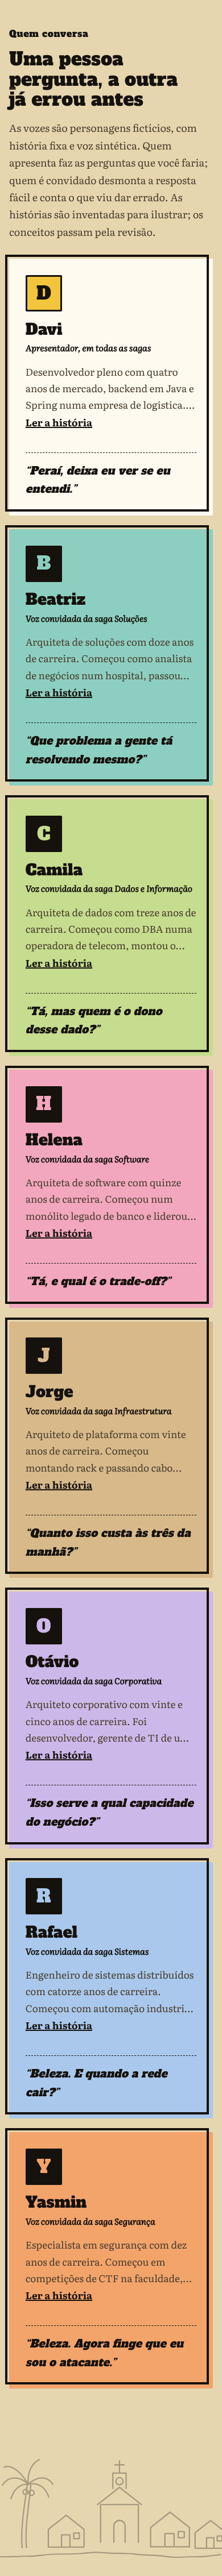 Quem conversa
Uma pessoa
pergunta, a outra
já errou antes
As vozes são personagens fictícios, com
história fixa e voz sintética. Quem
apresenta faz as perguntas que você faria;
quem é convidado desmonta a resposta
fácil e conta o que viu dar errado. As
histórias são inventadas para ilustrar; os
conceitos passam pela revisão.
D
Davi
Apresentador, em todas as sagas
Desenvolvedor pleno com quatro
anos de mercado, backend em Java e
Spring numa empresa de logística....
Ler a história
"Peraí, deixa eu ver se eu
entendi."
B
Beatriz
Voz convidada da saga Soluções
Arquiteta de soluções com doze anos
de carreira. Começou como analista
de negócios num hospital, passou...
Ler a história
"Que problema a gente tá
resolvendo mesmo?"
C
Camila
Voz convidada da saga Dados e Informação
Arquiteta de dados com treze anos de
carreira. Começou como DBA numa
operadora de telecom, montou o...
Ler a história
"Tá, mas quem é o dono
desse dado?"
H
Helena
Voz convidada da saga Software
Arquiteta de software com quinze
anos de carreira. Começou num
monólito legado de banco e liderou...
Ler a história
"Tá, e qual é o trade-off?"
J
Jorge
Voz convidada da saga Infraestrutura
Arquiteto de plataforma com vinte
anos de carreira. Começou
montando rack e passando cabo...
Ler a história
"Quanto isso custa às três da
manhã?"
O
Otávio
Voz convidada da saga Corporativa
Arquiteto corporativo com vinte e
cinco anos de carreira. Foi
desenvolvedor, gerente de TI de u...
Ler a história
"Isso serve a qual capacidade
do negócio?"
R
Rafael
Voz convidada da saga Sistemas
Engenheiro de sistemas distribuídos
com catorze anos de carreira.
Começou com automação industri...
Ler a história
"Beleza. E quando a rede
cair?"
Y
Yasmin
Voz convidada da saga Segurança
Especialista em segurança com dez
anos de carreira. Começou em
competições de CTF na faculdade,...
Ler a história
"Beleza. Agora finge que eu
sou o atacante."